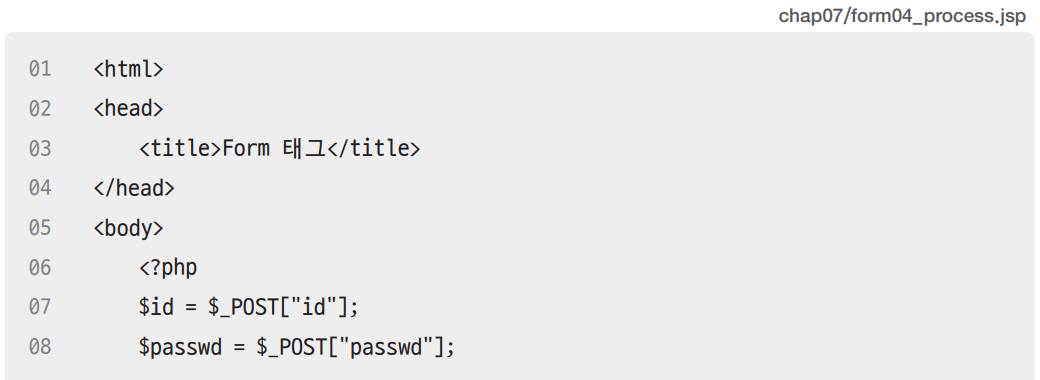 chap07/form04_process.jsp
01 <html>
02 <head>
03     <title>Form 태그</title>
04 </head>
05 <body>
06     <?php
07     $id = $_POST["id"];
08     $passwd = $_POST["passwd"];